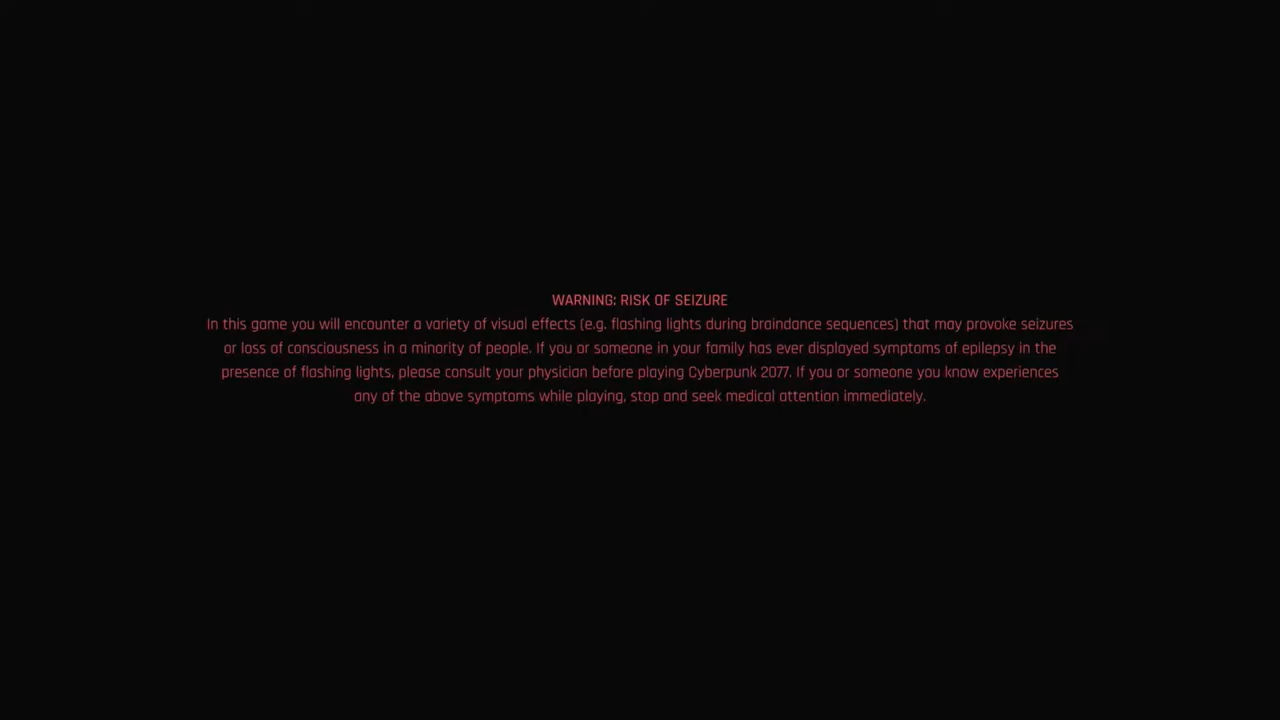 WARNING: RISK OF SEIZURE
In this game you will encounter a variety of visual effects (e.g. flashing lights during braindance sequences) that may provoke seizures
or loss of consciousness in a minority of people. If you or someone in your family has ever displayed symptoms of epilepsy in the
presence of flashing lights, please consult your physician before playing Cyberpunk 2077. If you or someone you know experiences
any of the above symptoms while playing, stop and seek medical attention immediately.